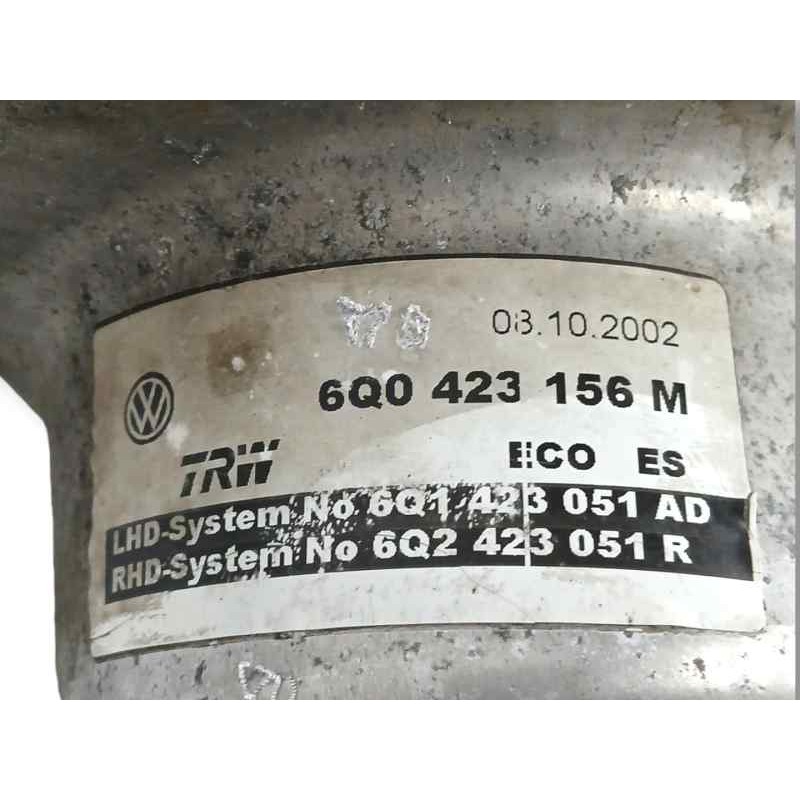 08.10.2002
6Q0 423 156 M
TRW ECO ES
LHD-System No 6Q1 423 051 AD
RHD-System No 6Q2 423 051 R